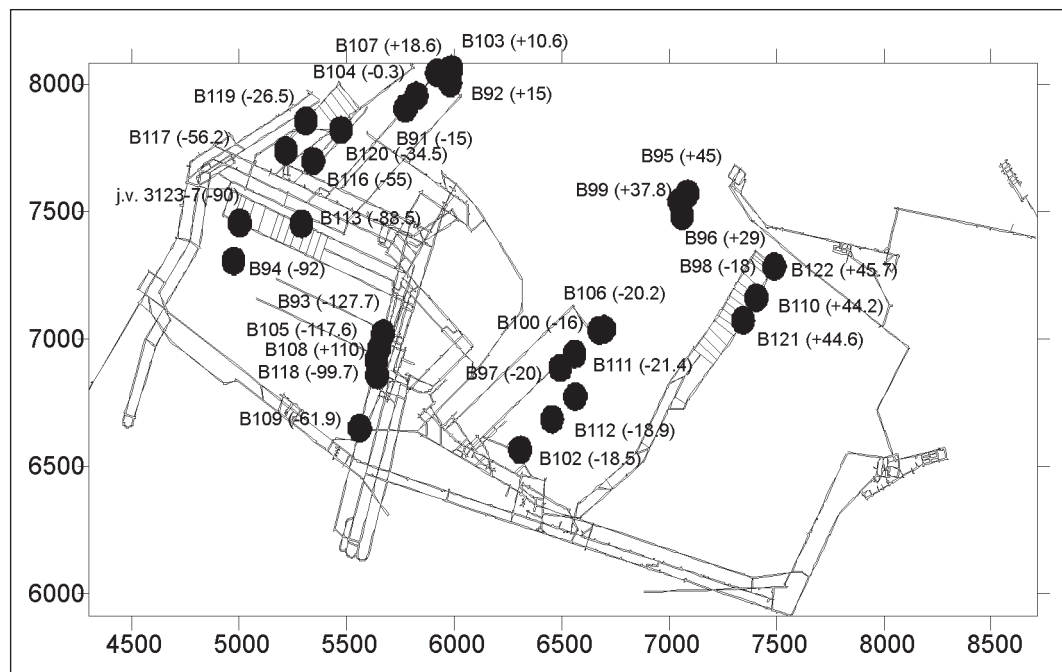 B107 (+18.6)
B103 (+10.6)
8000
B104 (-0.3)
B119 (-26.5)
B92 (+15)
B117 (-56.2)
B91 (-15)
B120 (-34.5)
B116 (-55)
B95 (+45)
B99 (+37.8)
j.v. 3123-7(-90)
7500
B113 (-88.5)
B96 (+29)
B94 (-92)
B98 (-18)
B122 (+45.7)
B93 (-127.7)
B106 (-20.2)
B110 (+44.2)
B105 (-117.6)
B100 (-16)
7000
B108 (+110)
B111 (-21.4)
B121 (+44.6)
B118 (-99.7)
B97 (-20)
B109 (-61.9)
B112 (-18.9)
6500
B102 (-18.5)
6000
4500 5000 5500 6000 6500 7000 7500 8000 8500